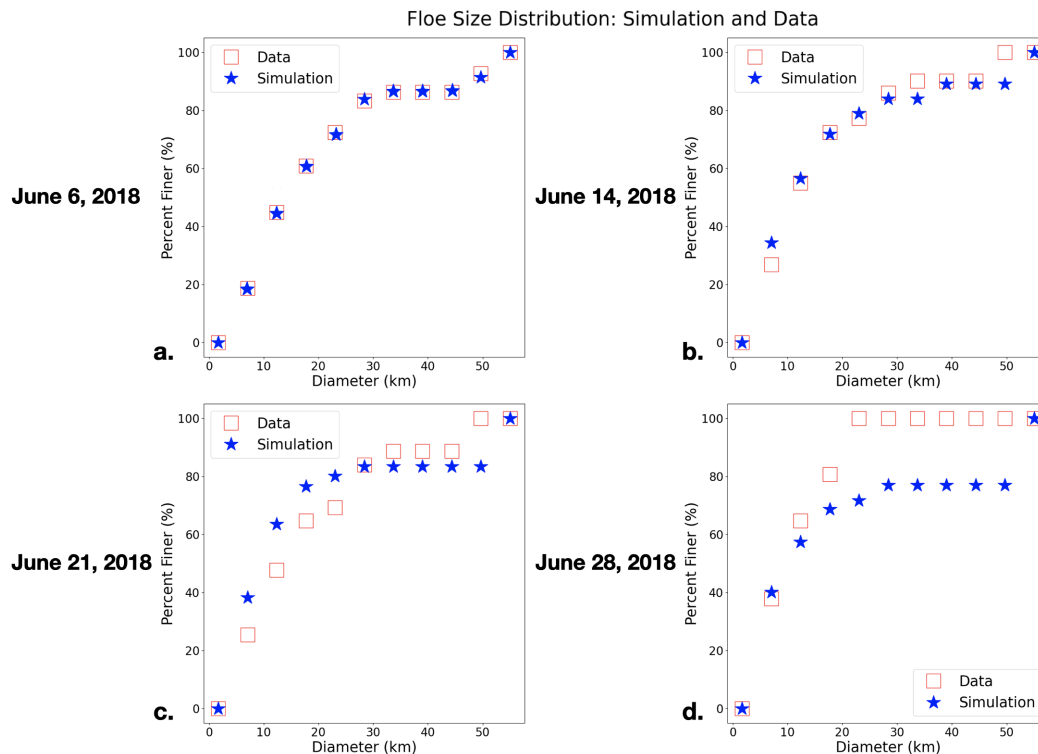 Floe Size Distribution: Simulation and Data
June 6, 2018
Percent Finer (%)
100
80
60
40
20
0
Data
Simulation
a.
0 10 20 30 40 50
Diameter (km)
June 14, 2018
Percent Finer (%)
100
80
60
40
20
0
Data
Simulation
b.
0 10 20 30 40 50
Diameter (km)
June 21, 2018
Percent Finer (%)
100
80
60
40
20
0
Data
Simulation
c.
0 10 20 30 40 50
Diameter (km)
June 28, 2018
Percent Finer (%)
100
80
60
40
20
0
Data
Simulation
d.
0 10 20 30 40 50
Diameter (km)